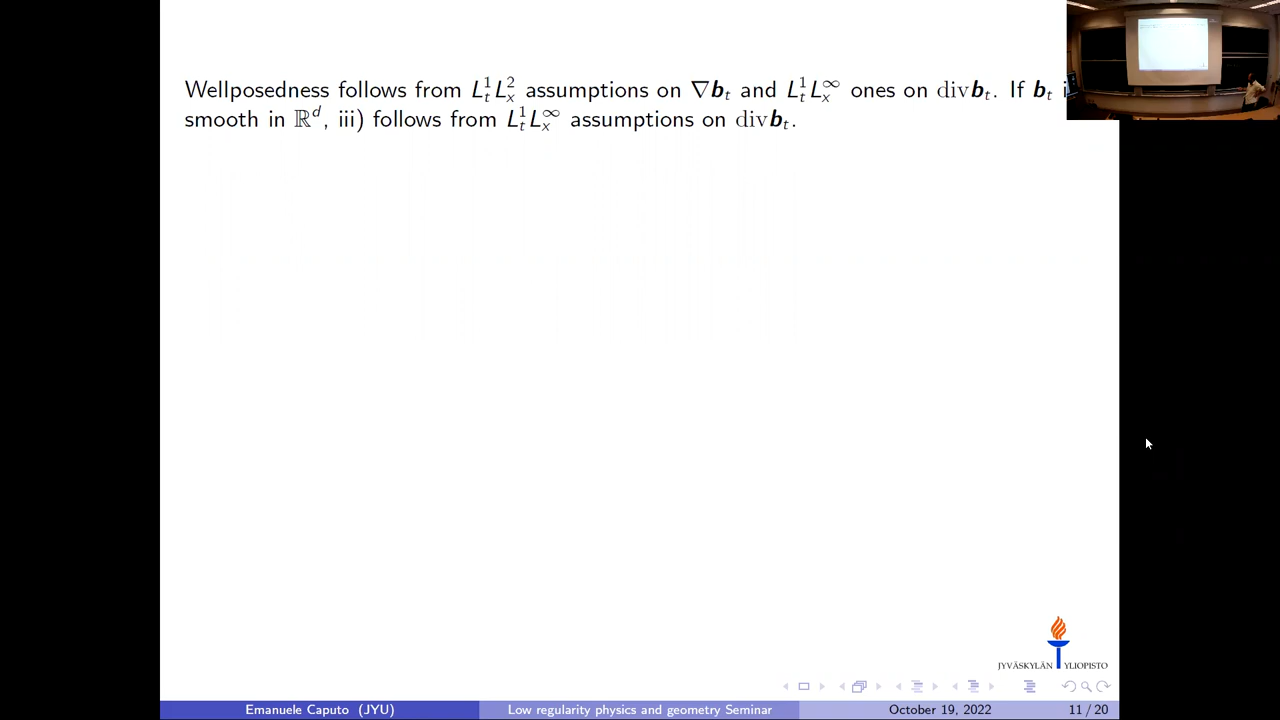 Wellposedness follows from $L^1_t L^2_x$ assumptions on $\nabla \boldsymbol{b}_t$ and $L^1_t L^\infty_x$ ones on $\mathrm{div}\boldsymbol{b}_t$. If $\boldsymbol{b}_t$
smooth in $\mathbb{R}^d$, iii) follows from $L^1_t L^\infty_x$ assumptions on $\mathrm{div}\boldsymbol{b}_t$.
JYVÄSKYLÄN YLIOPISTO
Emanuele Caputo (JYU) Low regularity physics and geometry Seminar October 19, 2022 11 / 20